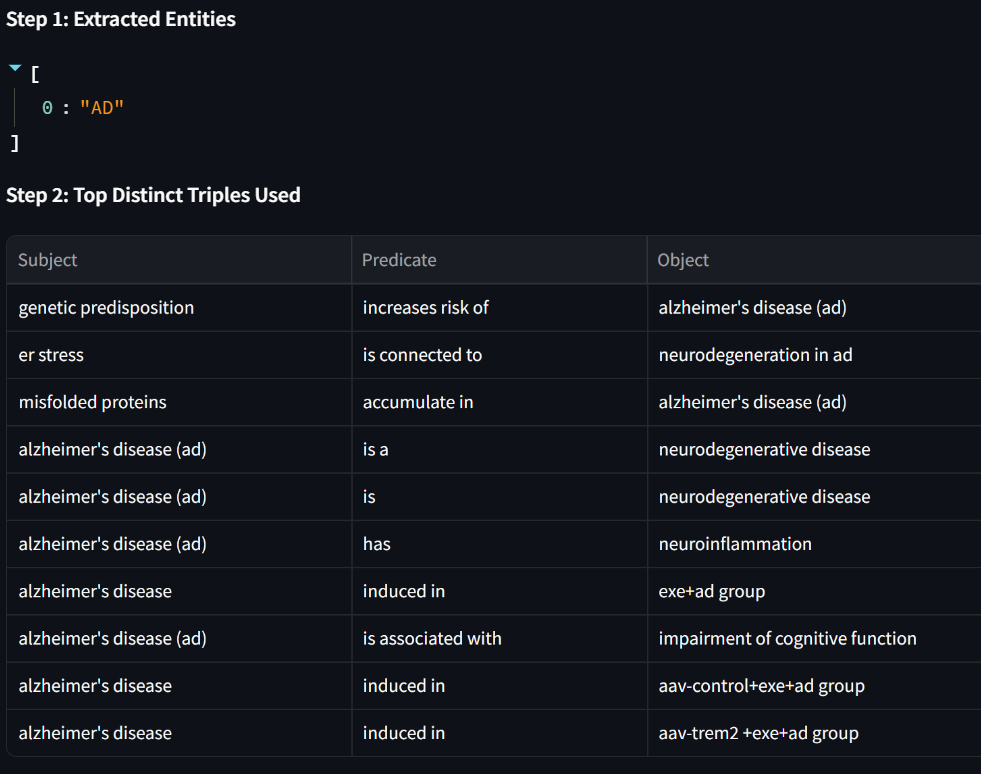 Step 1: Extracted Entities
[
0 : "AD"
]
Step 2: Top Distinct Triples Used
Subject Predicate Object
genetic predisposition increases risk of alzheimer's disease (ad)
er stress is connected to neurodegeneration in ad
misfolded proteins accumulate in alzheimer's disease (ad)
alzheimer's disease (ad) is a neurodegenerative disease
alzheimer's disease (ad) is neurodegenerative disease
alzheimer's disease (ad) has neuroinflammation
alzheimer's disease induced in exe+ad group
alzheimer's disease (ad) is associated with impairment of cognitive function
alzheimer's disease induced in aav-control+exe+ad group
alzheimer's disease induced in aav-trem2 +exe+ad group